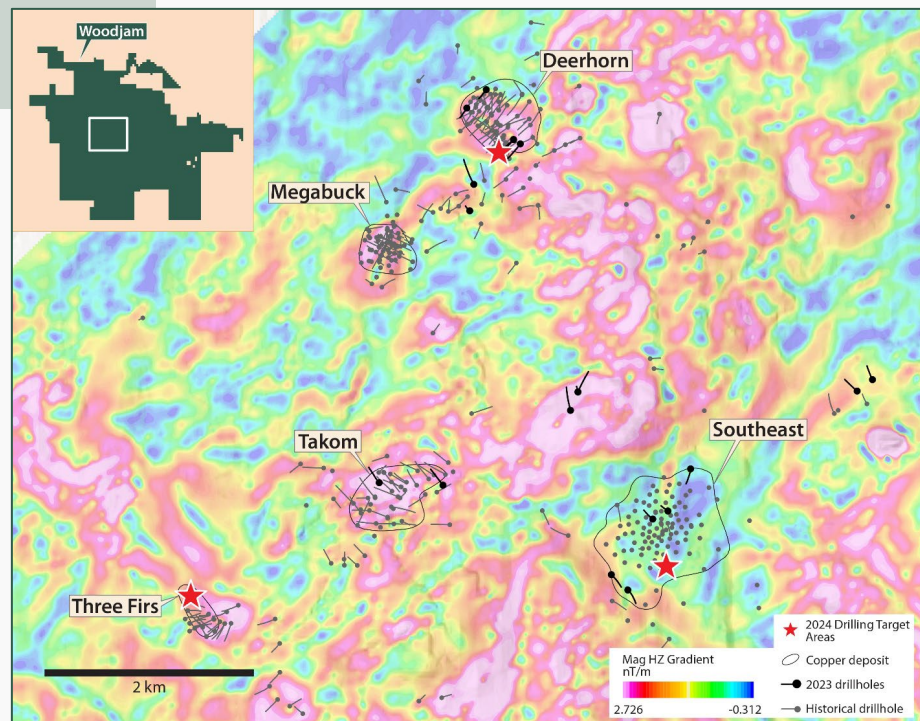 Woodjam
Deerhorn
Megabuck
Takom
Southeast
Three Firs
2 km
Mag HZ Gradient
nT/m
2.726
-0.312
2024 Drilling Target
Areas
Copper deposit
2023 drillholes
Historical drillhole